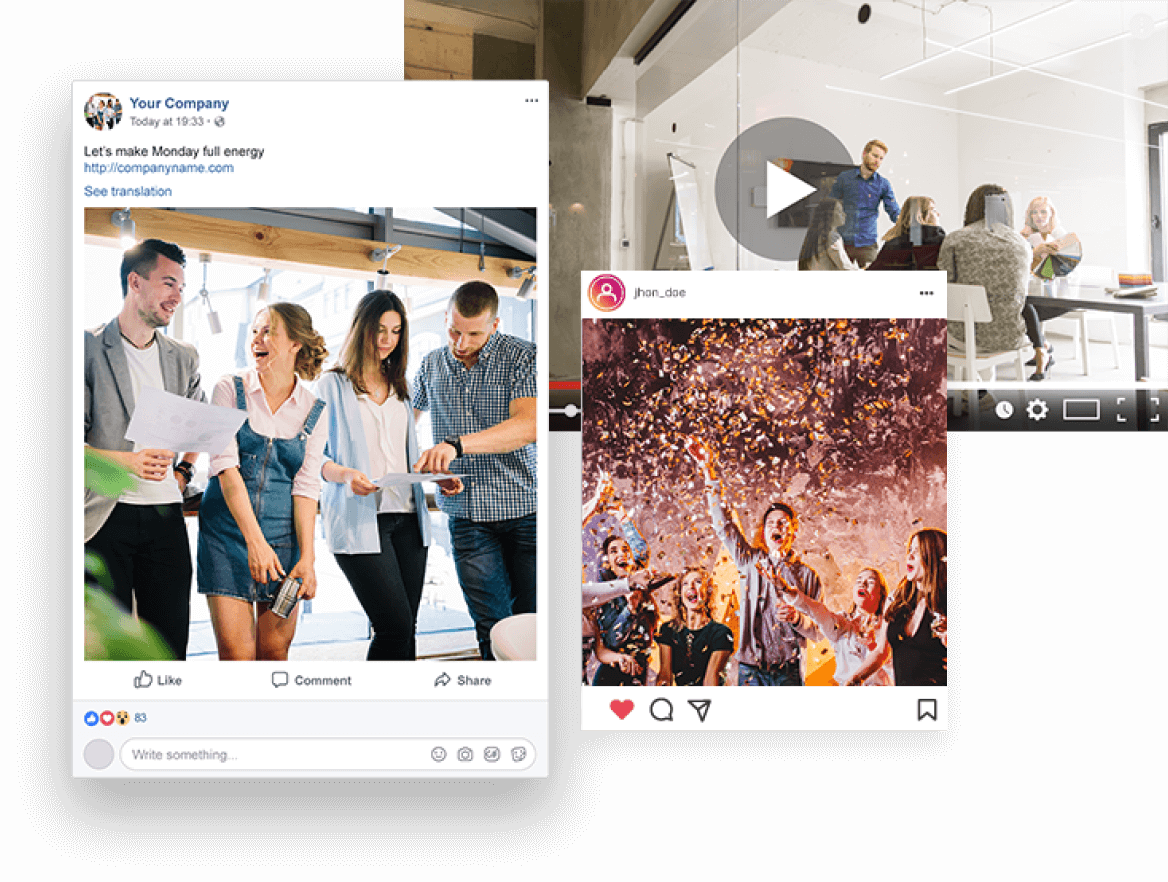 Your Company
Today at 19:33
Let's make Monday full energy
http://companyname.com
See translation
Like
Comment
Share
83
Write something...
jhon_doe